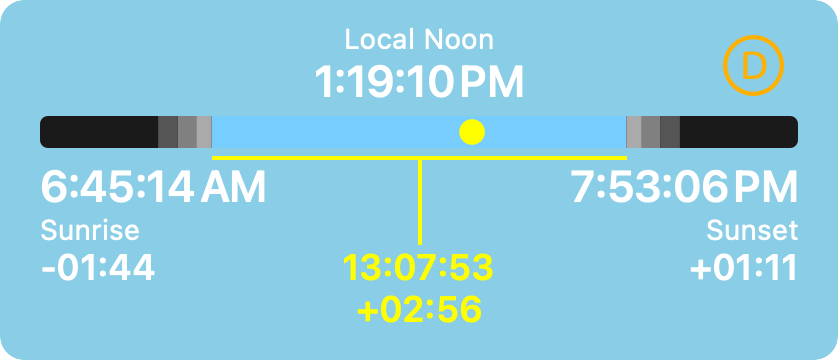 Local Noon
1:19:10 PM
D
6:45:14 AM
7:53:06 PM
Sunrise
Sunset
-01:44
13:07:53
+01:11
+02:56